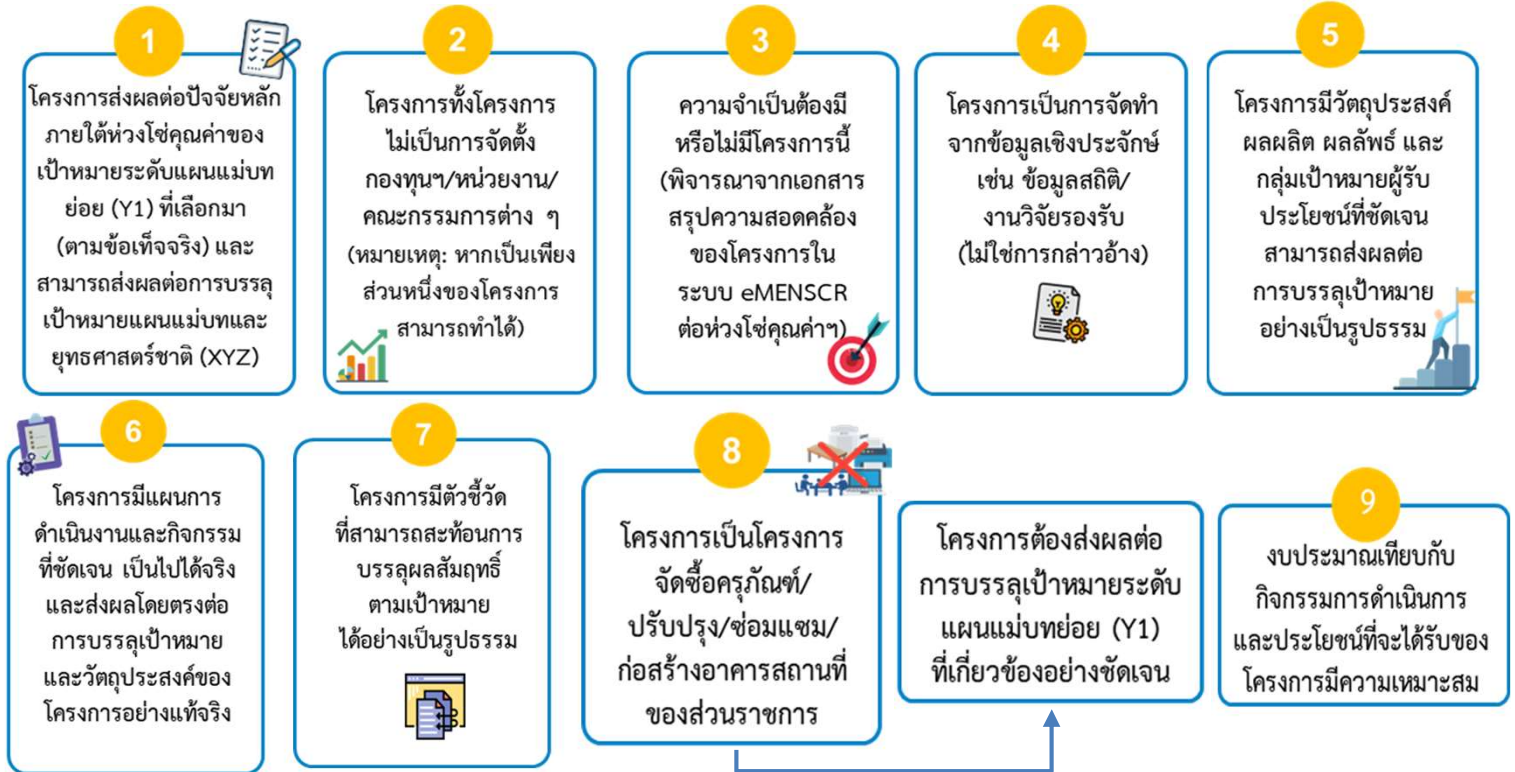 1
โครงการส่งผลต่อปัจจัยหลัก
ภายใต้ห่วงโซ่คุณค่าของ
เป้าหมายระดับแผนแม่บท
ย่อย (Y1) ที่เลือกมา
(ตามข้อเท็จจริง) และ
สามารถส่งผลต่อการบรรลุ
เป้าหมายแผนแม่บทและ
ยุทธศาสตร์ชาติ (XYZ)
2
โครงการทั้งโครงการ
ไม่เป็นการจัดตั้ง
กองทุนฯ/หน่วยงาน/
คณะกรรมการต่าง ๆ
(หมายเหตุ: หากเป็นเพียง
ส่วนหนึ่งของโครงการ
สามารถทำได้)
3
ความจำเป็นต้องมี
หรือไม่มีโครงการนี้
(พิจารณาจากเอกสาร
สรุปความสอดคล้อง
ของโครงการใน
ระบบ eMENSCR
ต่อห่วงโซ่คุณค่าฯ)
4
โครงการเป็นการจัดทำ
จากข้อมูลเชิงประจักษ์
เช่น ข้อมูลสถิติ/
งานวิจัยรองรับ
(ไม่ใช่การกล่าวอ้าง)
5
โครงการมีวัตถุประสงค์
ผลผลิต ผลลัพธ์ และ
กลุ่มเป้าหมายผู้รับ
ประโยชน์ที่ชัดเจน
สามารถส่งผลต่อ
การบรรลุเป้าหมาย
อย่างเป็นรูปธรรม
6
โครงการมีแผนการ
ดำเนินงานและกิจกรรม
ที่ชัดเจน เป็นไปได้จริง
และส่งผลโดยตรงต่อ
การบรรลุเป้าหมาย
และวัตถุประสงค์ของ
โครงการอย่างแท้จริง
7
โครงการมีตัวชี้วัด
ที่สามารถสะท้อนการ
บรรลุผลสัมฤทธิ์
ตามเป้าหมาย
ได้อย่างเป็นรูปธรรม
8
โครงการเป็นโครงการ
จัดซื้อครุภัณฑ์/
ปรับปรุง/ซ่อมแซม/
ก่อสร้างอาคารสถานที่
ของส่วนราชการ
โครงการต้องส่งผลต่อ
การบรรลุเป้าหมายระดับ
แผนแม่บทย่อย (Y1)
ที่เกี่ยวข้องอย่างชัดเจน
9
งบประมาณเทียบกับ
กิจกรรมการดำเนินการ
และประโยชน์ที่จะได้รับของ
โครงการมีความเหมาะสม